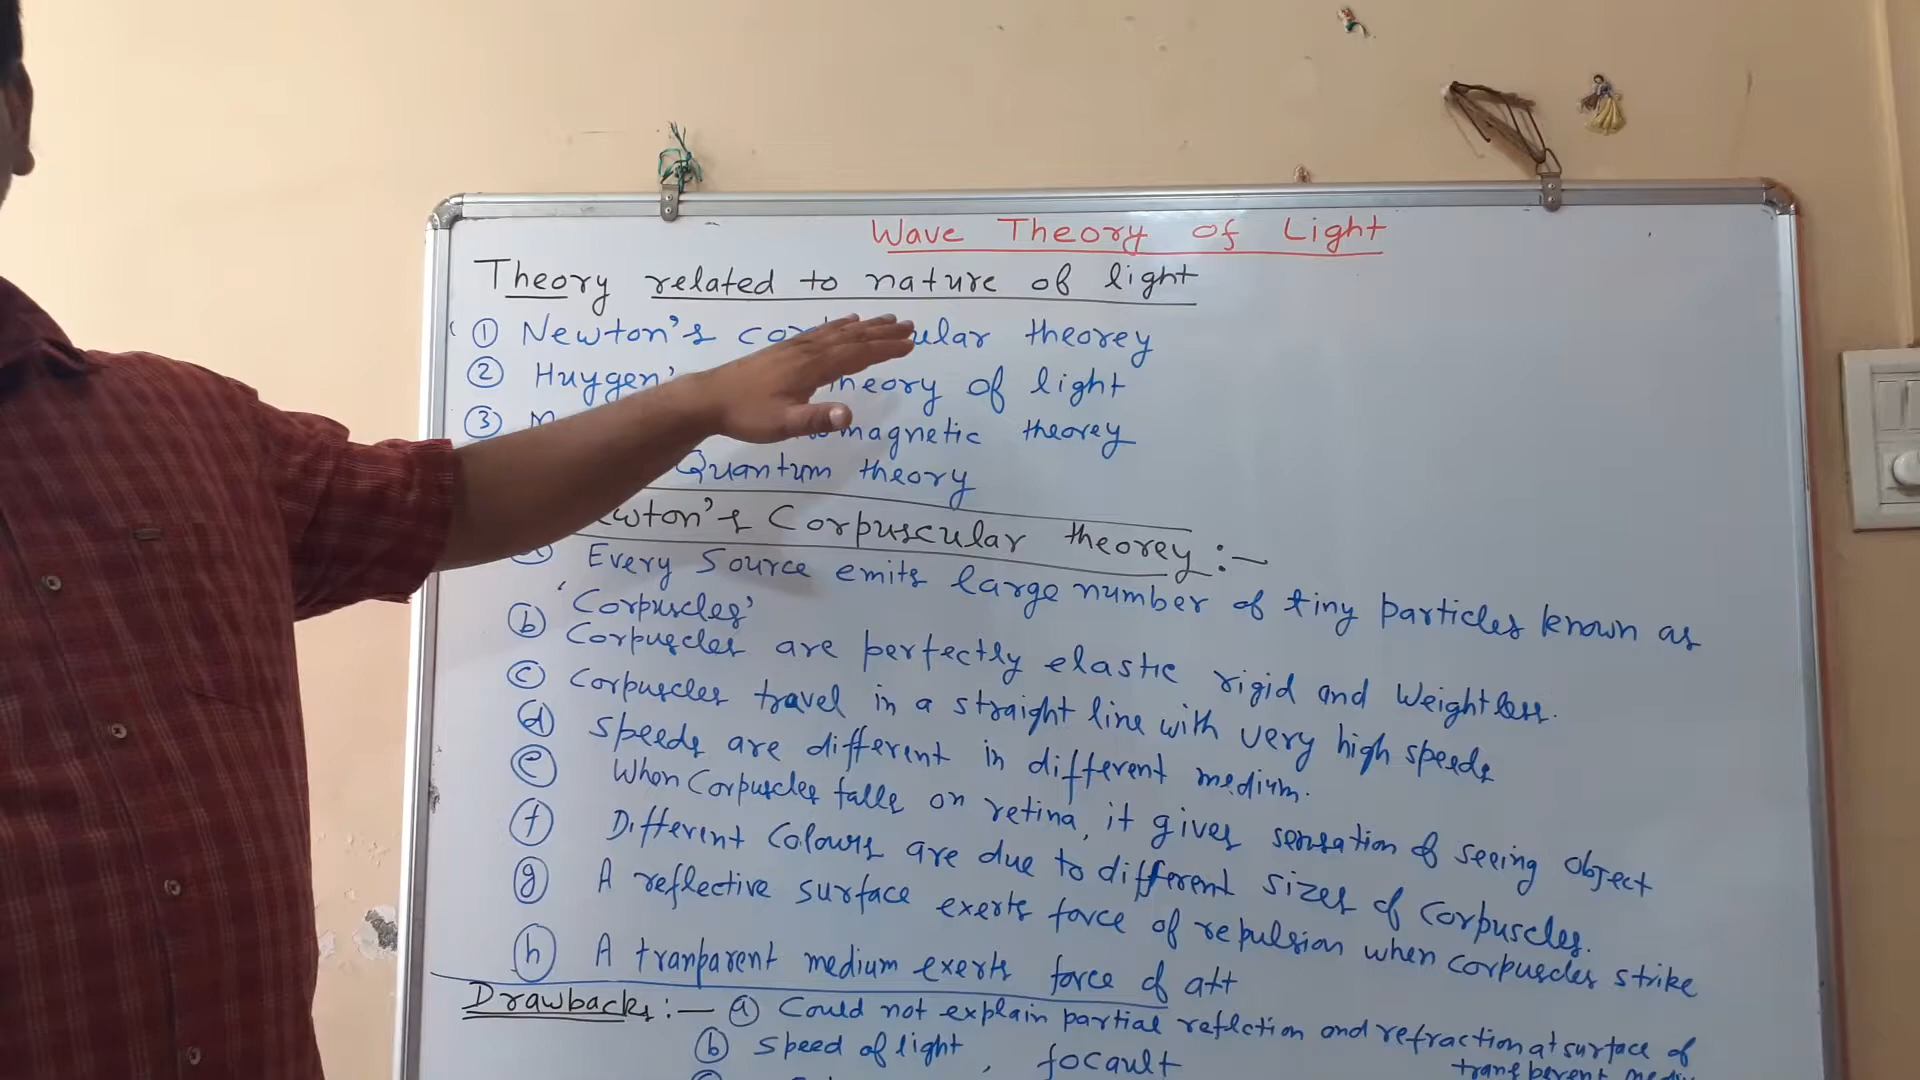 Wave Theory of Light
Theory related to nature of light
① Newton's ular theorey
② Huygen' heory of light
③ magnetic theorey
Quantum theory
wton's Corpuscular theorey :-
Every Source emits large number of tiny particles known as
'Corpuscles'
ⓑ Corpuscles are perfectly elastic rigid and Weightless.
ⓒ Corpuscles travel in a straight line with very high speeds
ⓓ Speeds are different in different medium.
ⓔ When Corpuscles falls on retina, it gives sensation of seeing object
ⓕ Different Colours are due to different sizes of Corpuscles.
ⓖ A reflective surface exerts force of repulsion when corpuscles strike
ⓗ A tranparent medium exerts force of att
Drawbacks :- ⓐ Could not explain partial reflction and refraction at surface of
ⓑ Speed of light, focault